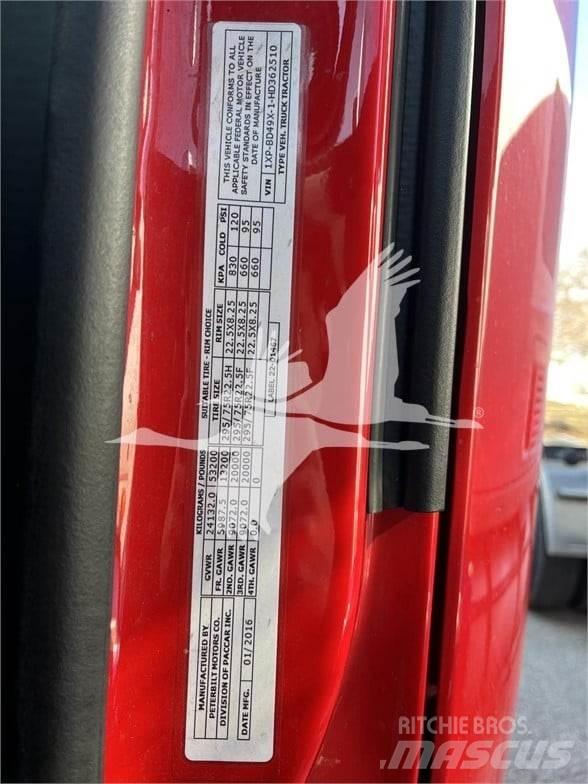 MANUFACTURED BY
PETERBILT MOTORS CO.
DIVISION OF PACCAR INC.
DATE MFG. 01/2016
KILOGRAMS / POUNDS SUITABLE TIRE - RIM CHOICE
GVWR 24132.0 53200 TIRE SIZE RIM SIZE KPA COLD PSI
FR. GAWR 5987.5 13200 295/75R22.5H 22.5X8.25 830 120
2ND. GAWR 9072.0 20000 295/75R22.5F 22.5X8.25 660 95
3RD. GAWR 9072.0 20000 295/75R22.5F 22.5X8.25 660 95
4TH. GAWR 0.0 0
LABEL 22-01467
THIS VEHICLE CONFORMS TO ALL
APPLICABLE FEDERAL MOTOR VEHICLE
SAFETY STANDARDS IN EFFECT ON THE
DATE OF MANUFACTURE
VIN 1XP-BD49X-1-HD362510
TYPE VEH. TRUCK TRACTOR
®
RITCHIE BROS.
MASCUS